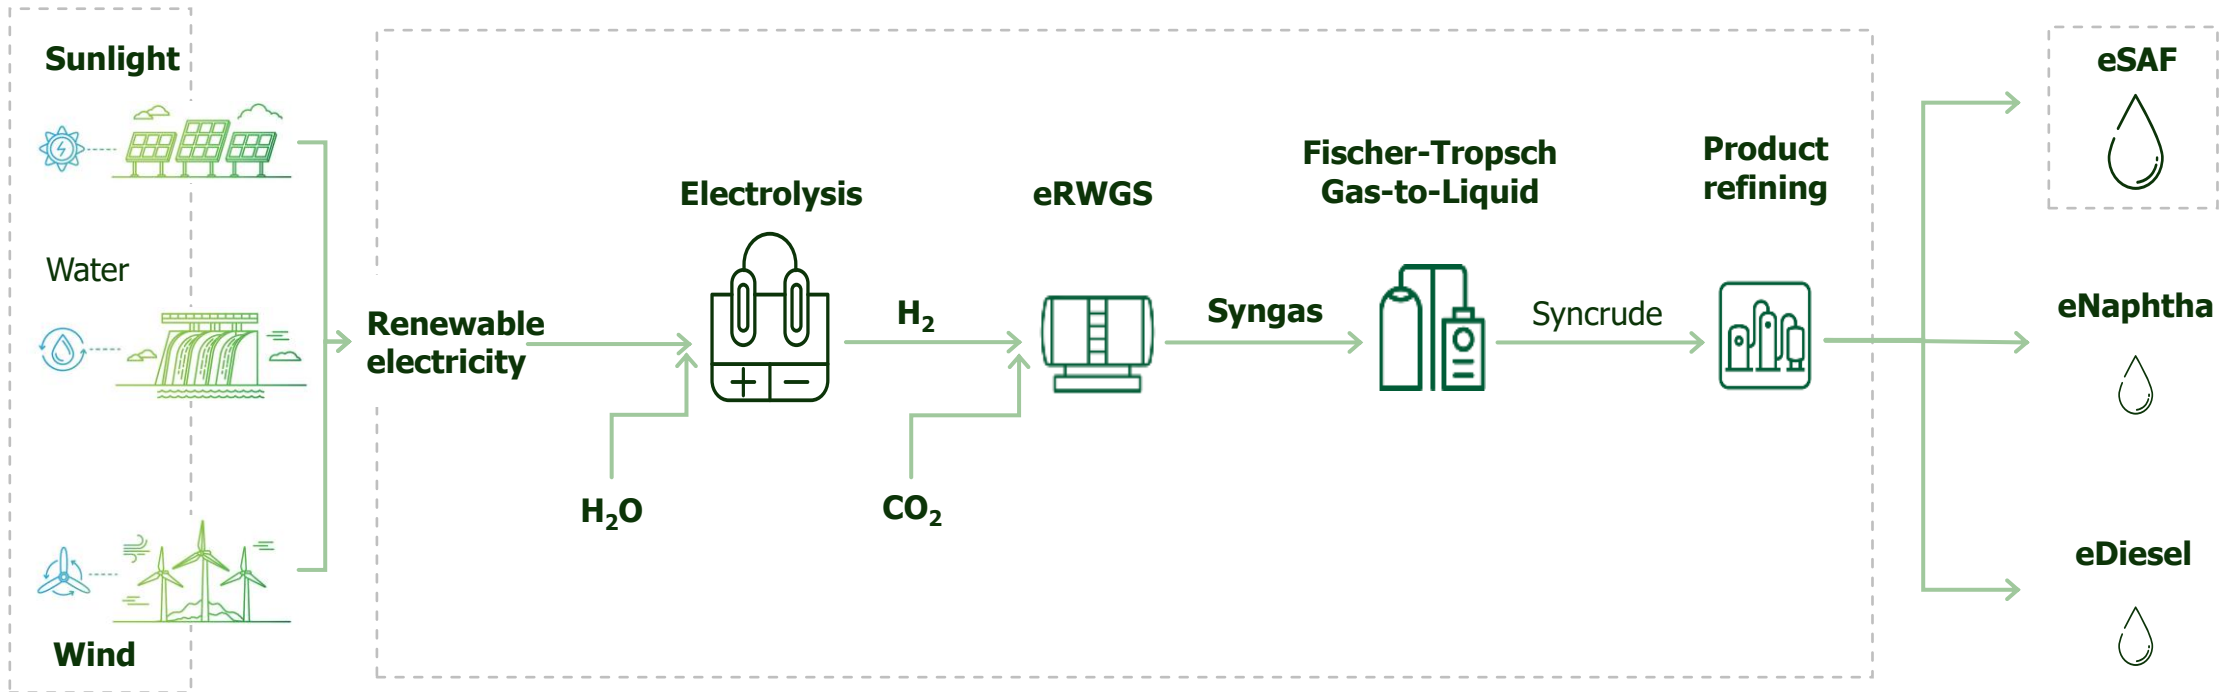 Sunlight
Water
Wind
Renewable
electricity
Electrolysis
H₂O
H₂
eRWGS
CO₂
Syngas
Fischer-Tropsch
Gas-to-Liquid
Syncrude
Product
refining
eSAF
eNaphtha
eDiesel